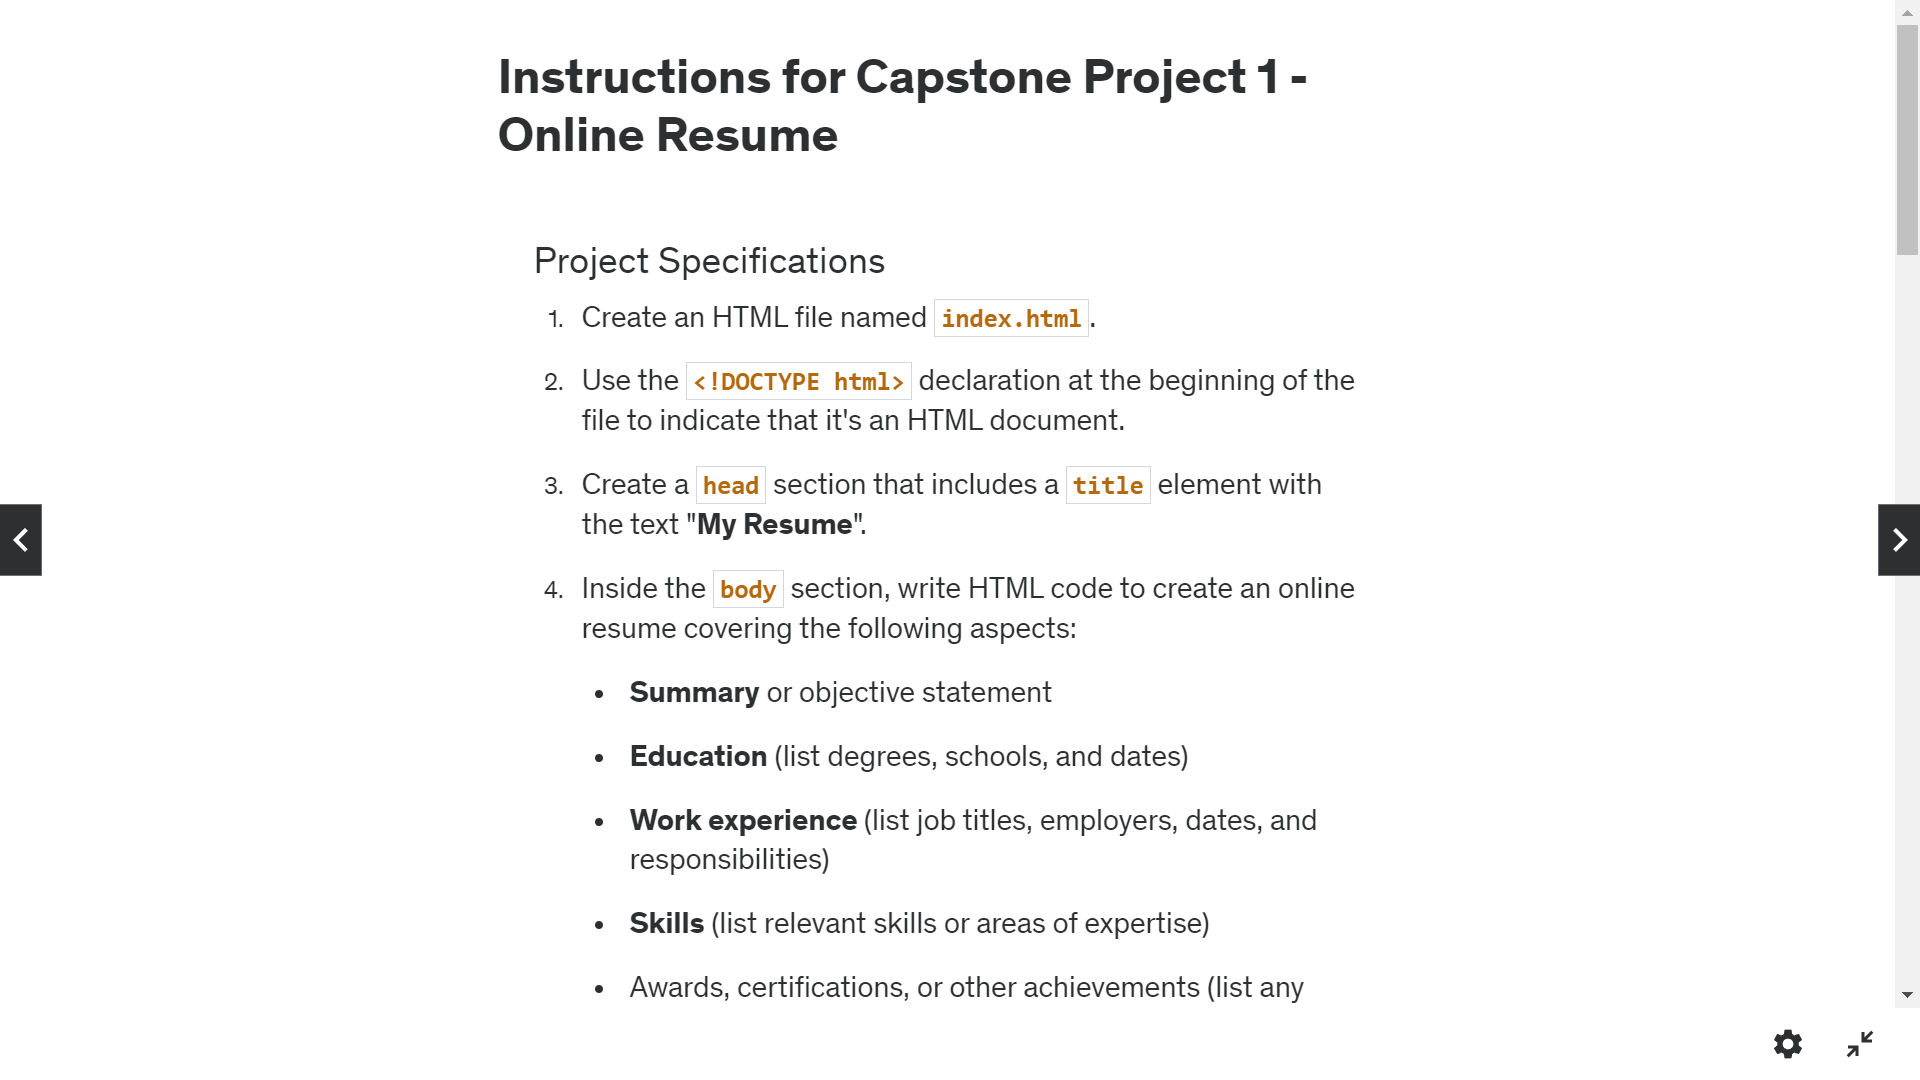 Instructions for Capstone Project 1 -
Online Resume
Project Specifications
1. Create an HTML file named index.html.
2. Use the <!DOCTYPE html> declaration at the beginning of the
file to indicate that it's an HTML document.
3. Create a head section that includes a title element with
the text "My Resume".
4. Inside the body section, write HTML code to create an online
resume covering the following aspects:
• Summary or objective statement
• Education (list degrees, schools, and dates)
• Work experience (list job titles, employers, dates, and
responsibilities)
• Skills (list relevant skills or areas of expertise)
• Awards, certifications, or other achievements (list any